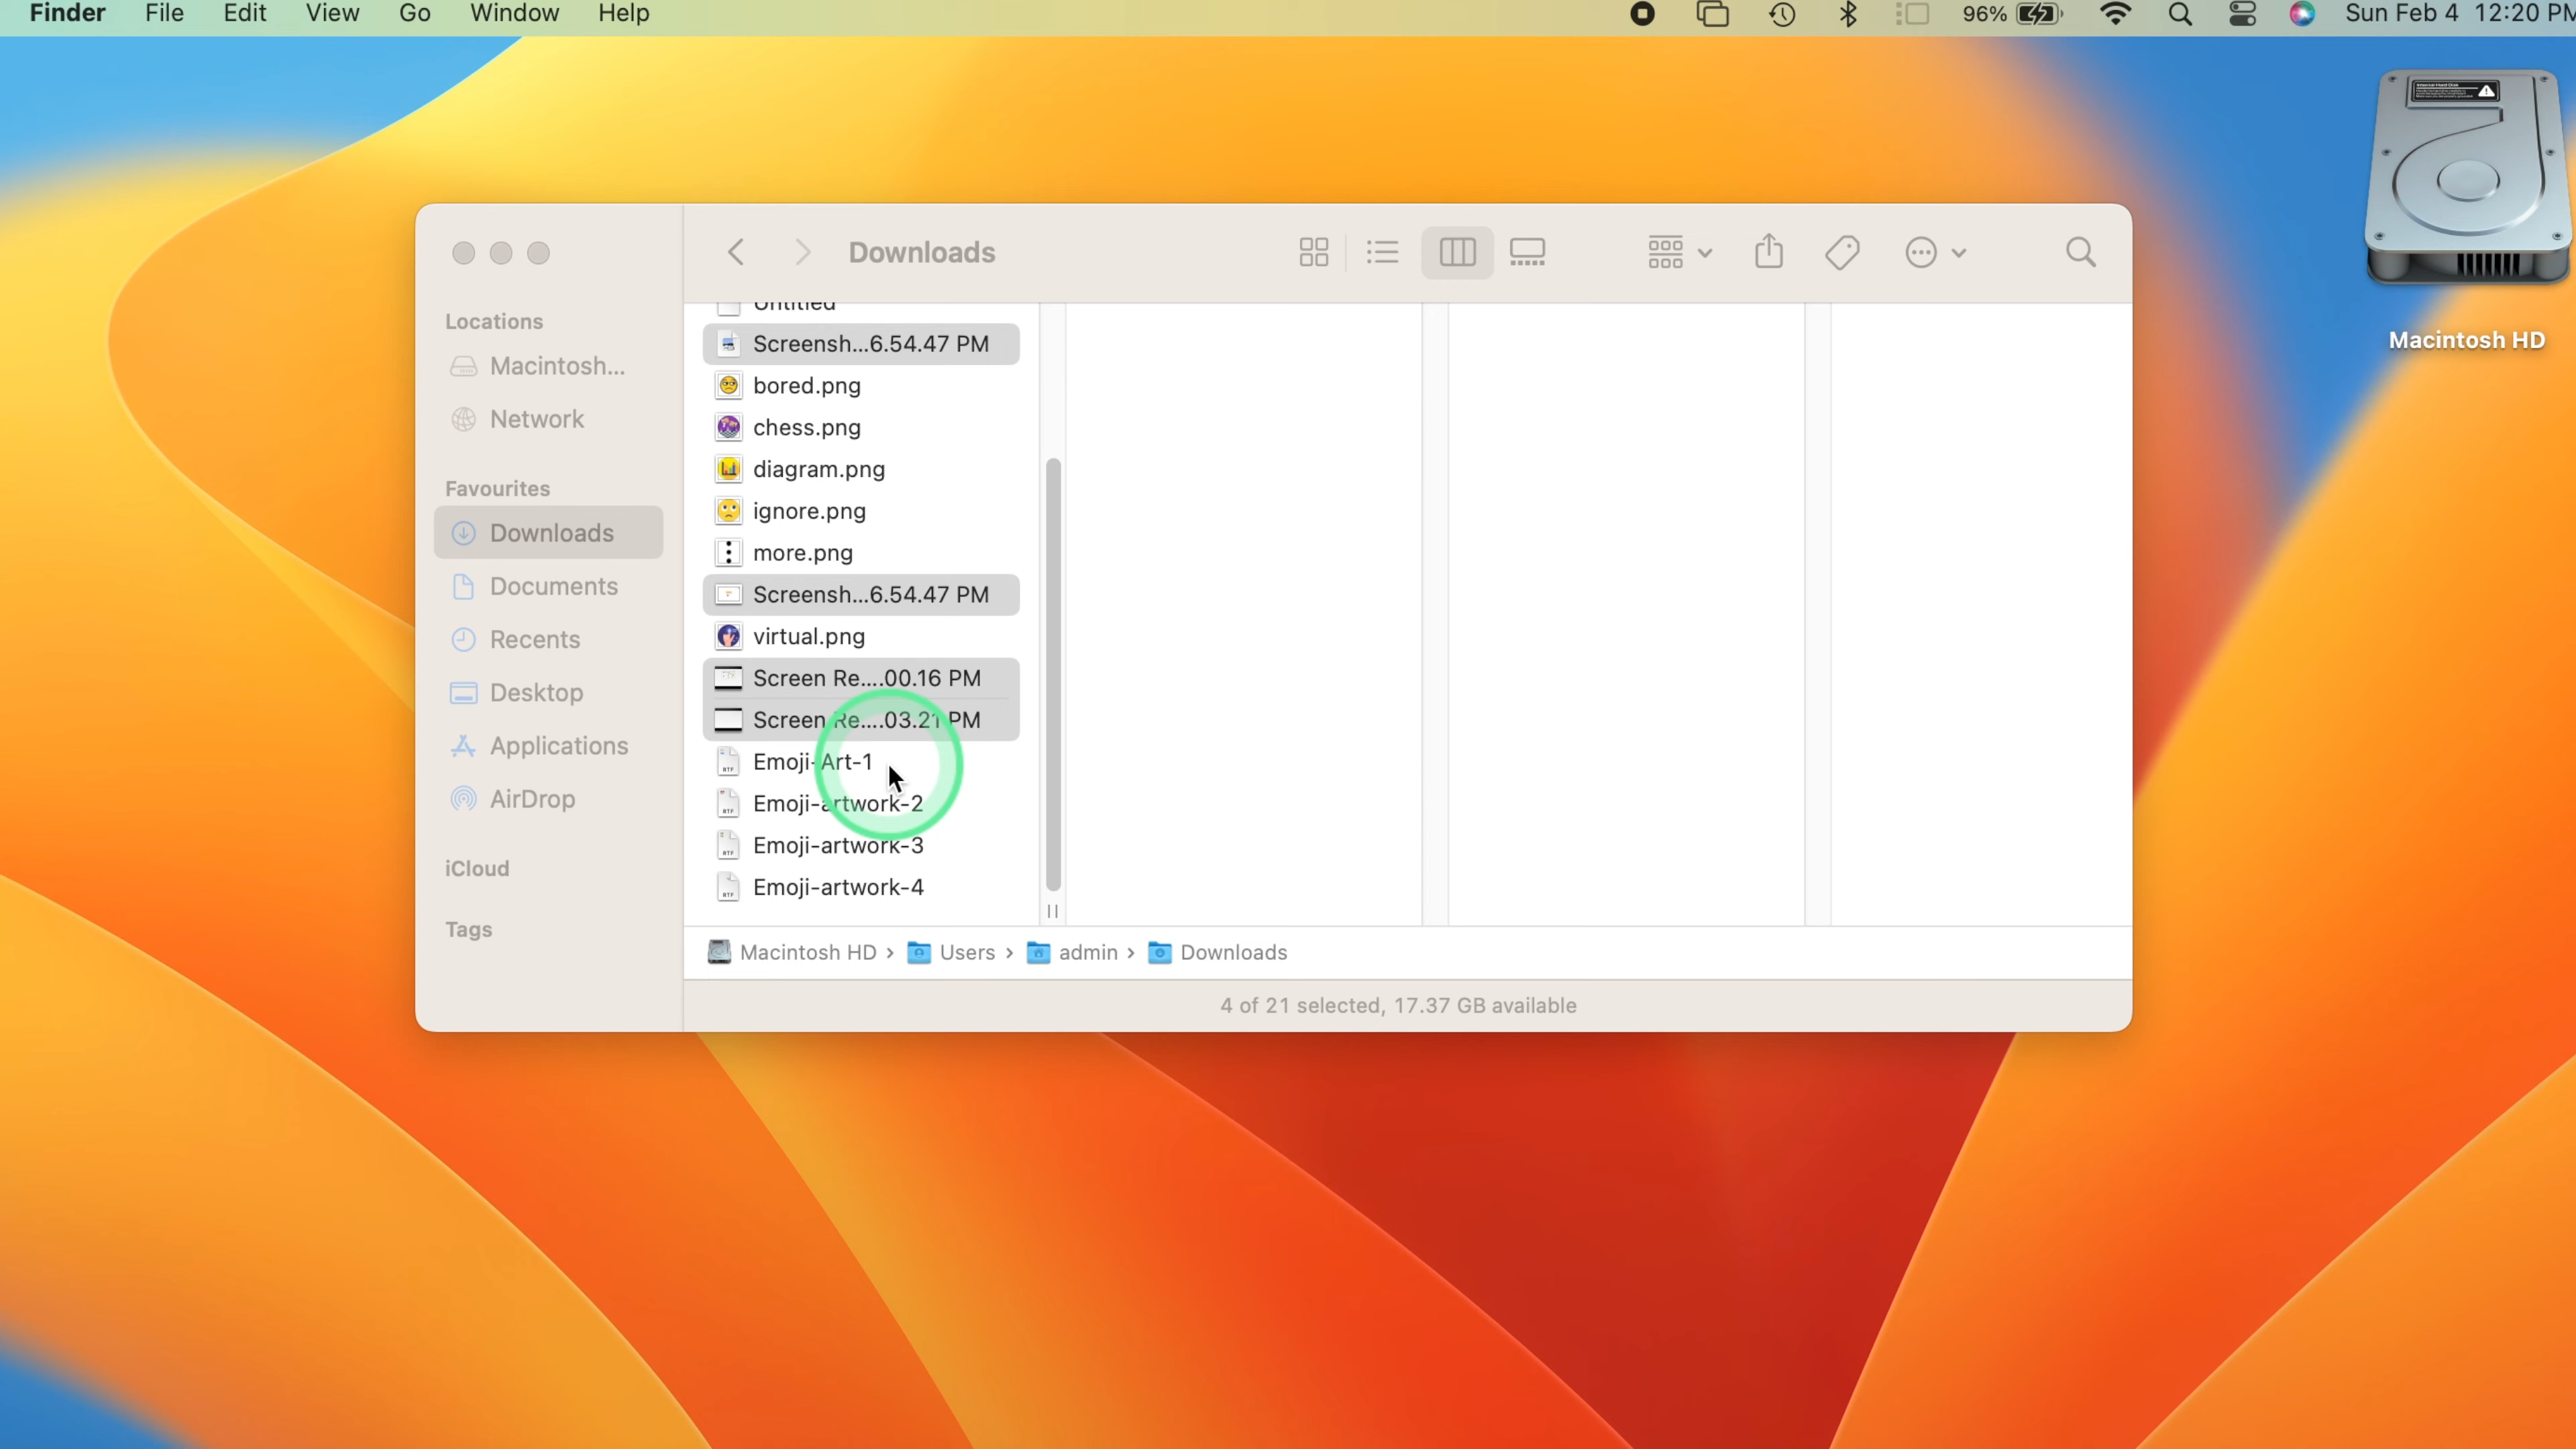 Finder File Edit View Go Window Help 96% Sun Feb 4 12:20 PM
Macintosh HD
Downloads
Locations
Macintosh...
Network
Favourites
Downloads
Documents
Recents
Desktop
Applications
AirDrop
iCloud
Tags
Untitled
Screensh...6.54.47 PM
bored.png
chess.png
diagram.png
ignore.png
more.png
Screensh...6.54.47 PM
virtual.png
Screen Re....00.16 PM
Screen Re....03.21 PM
Emoji-Art-1
Emoji-artwork-2
Emoji-artwork-3
Emoji-artwork-4
Macintosh HD › Users › admin › Downloads
4 of 21 selected, 17.37 GB available